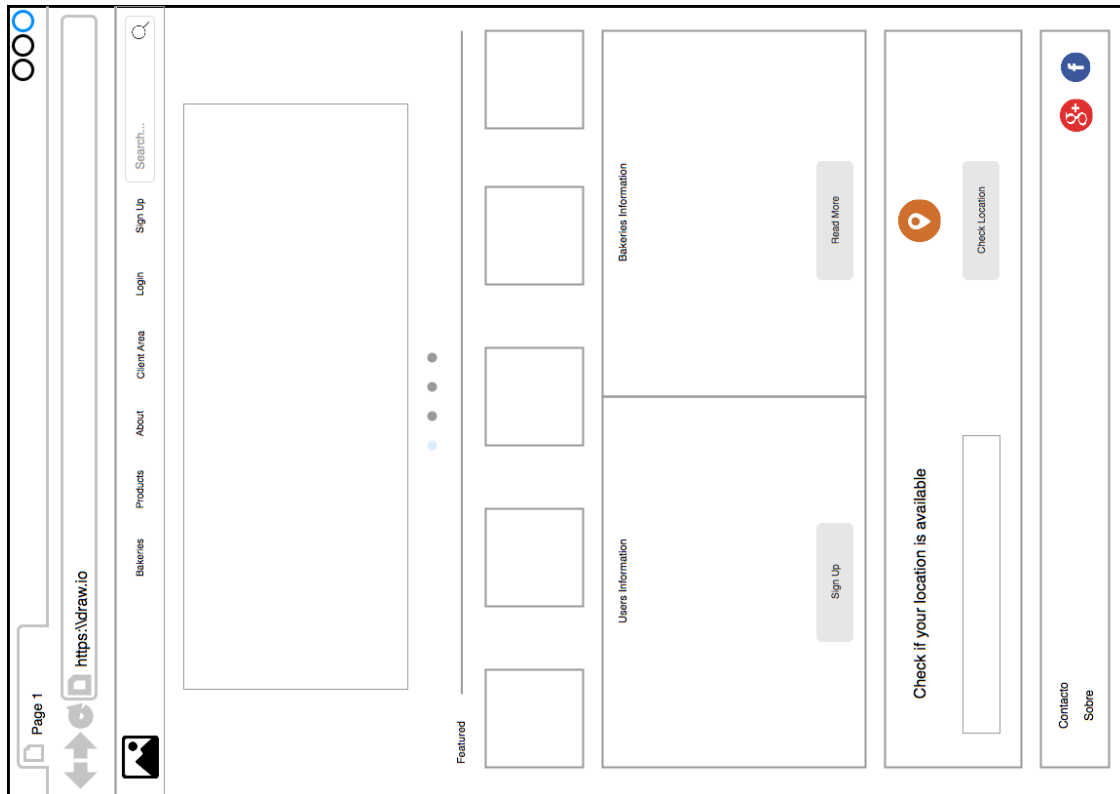 Page 1
https:\\draw.io
Bakeries
Products
About
Client Area
Login
Sign Up
Search...
Featured
Users Information
Bakeries Information
Sign Up
Read More
Check if your location is available
Check Location
Contacto
Sobre
g+
f